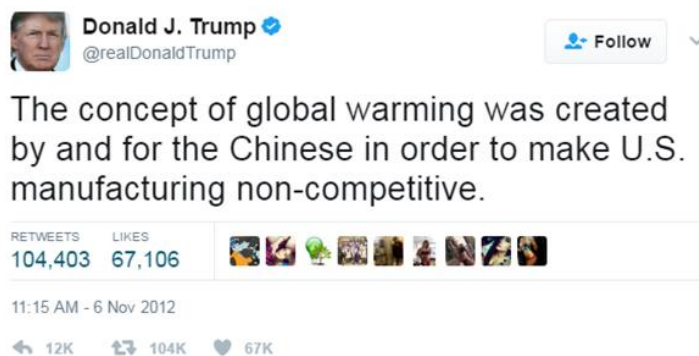 Donald J. Trump
@realDonaldTrump
Follow
The concept of global warming was created
by and for the Chinese in order to make U.S.
manufacturing non-competitive.
RETWEETS LIKES
104,403 67,106
11:15 AM - 6 Nov 2012
12K 104K 67K